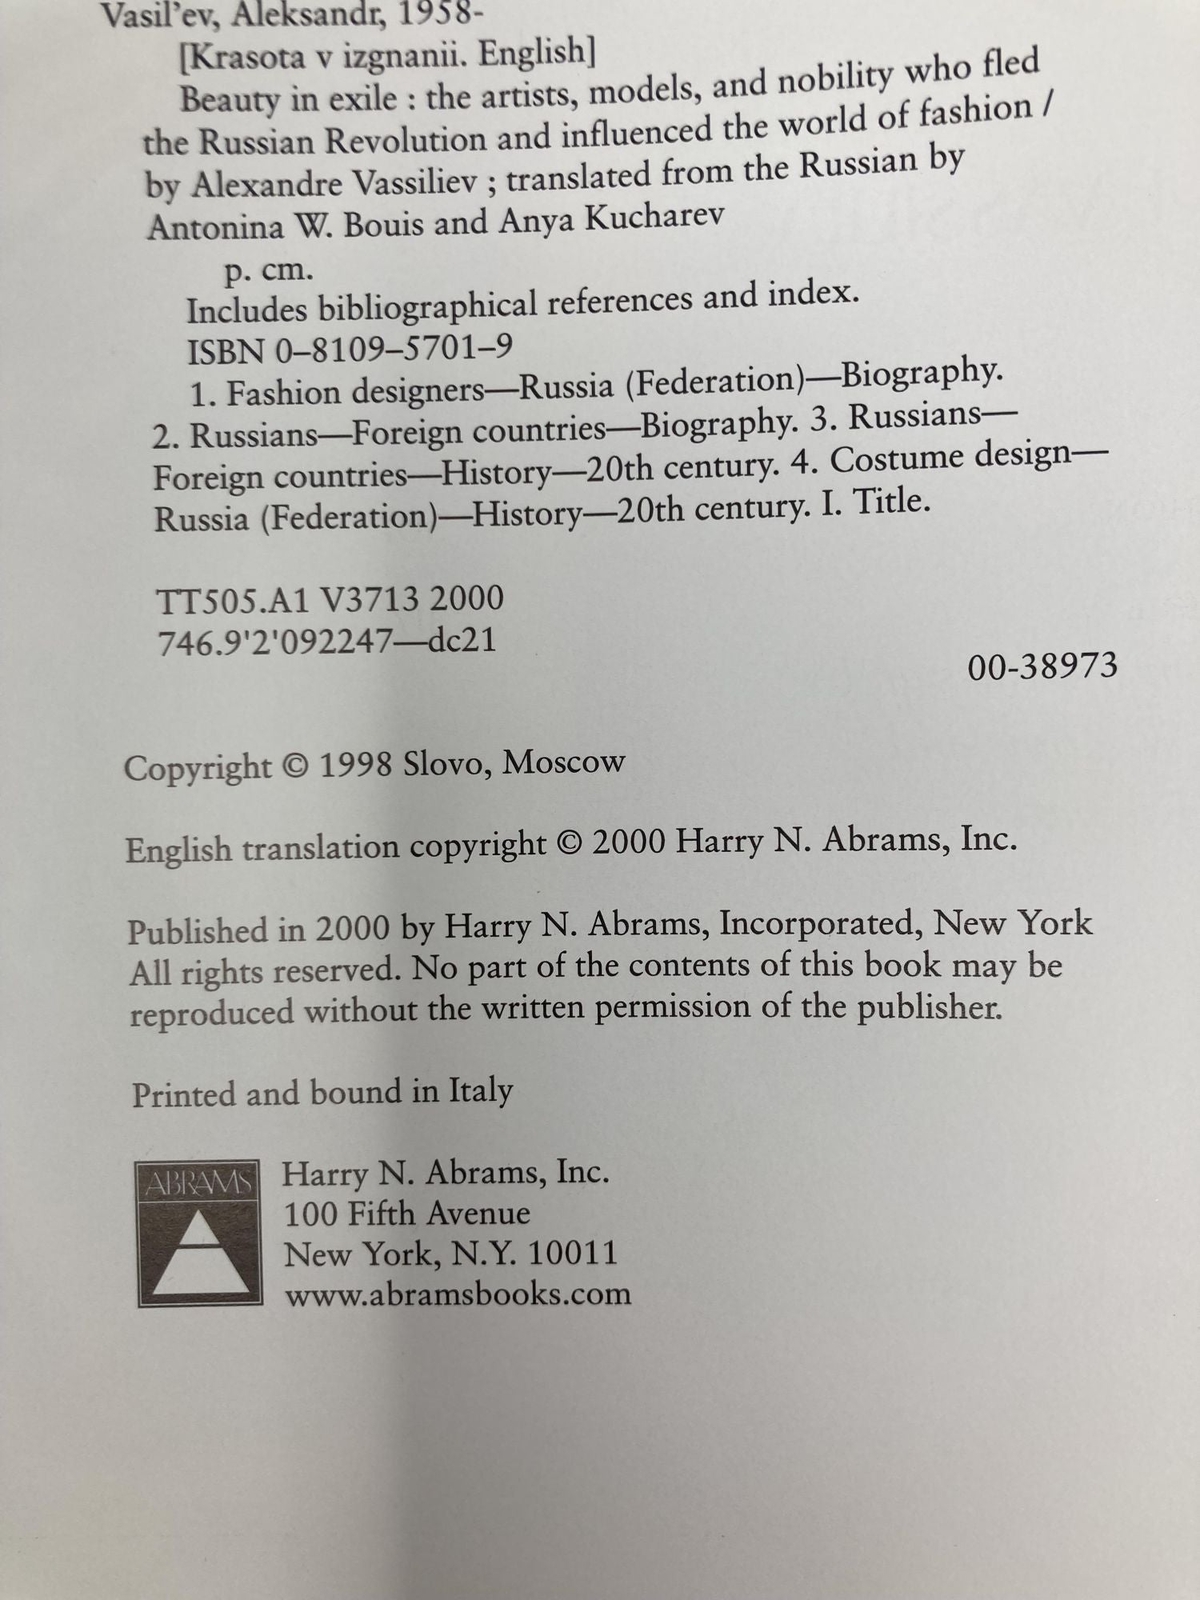 Vasil'ev, Aleksandr, 1958-
[Krasota v izgnanii. English]
Beauty in exile : the artists, models, and nobility who fled
the Russian Revolution and influenced the world of fashion /
by Alexandre Vassiliev ; translated from the Russian by
Antonina W. Bouis and Anya Kucharev
p. cm.
Includes bibliographical references and index.
ISBN 0–8109–5701–9
1. Fashion designers—Russia (Federation)—Biography.
2. Russians—Foreign countries—Biography. 3. Russians—
Foreign countries—History—20th century. 4. Costume design—
Russia (Federation)—History—20th century. I. Title.
TT505.A1 V3713 2000
746.9'2'092247—dc21
00-38973
Copyright © 1998 Slovo, Moscow
English translation copyright © 2000 Harry N. Abrams, Inc.
Published in 2000 by Harry N. Abrams, Incorporated, New York
All rights reserved. No part of the contents of this book may be
reproduced without the written permission of the publisher.
Printed and bound in Italy
ABRAMS
Harry N. Abrams, Inc.
100 Fifth Avenue
New York, N.Y. 10011
www.abramsbooks.com